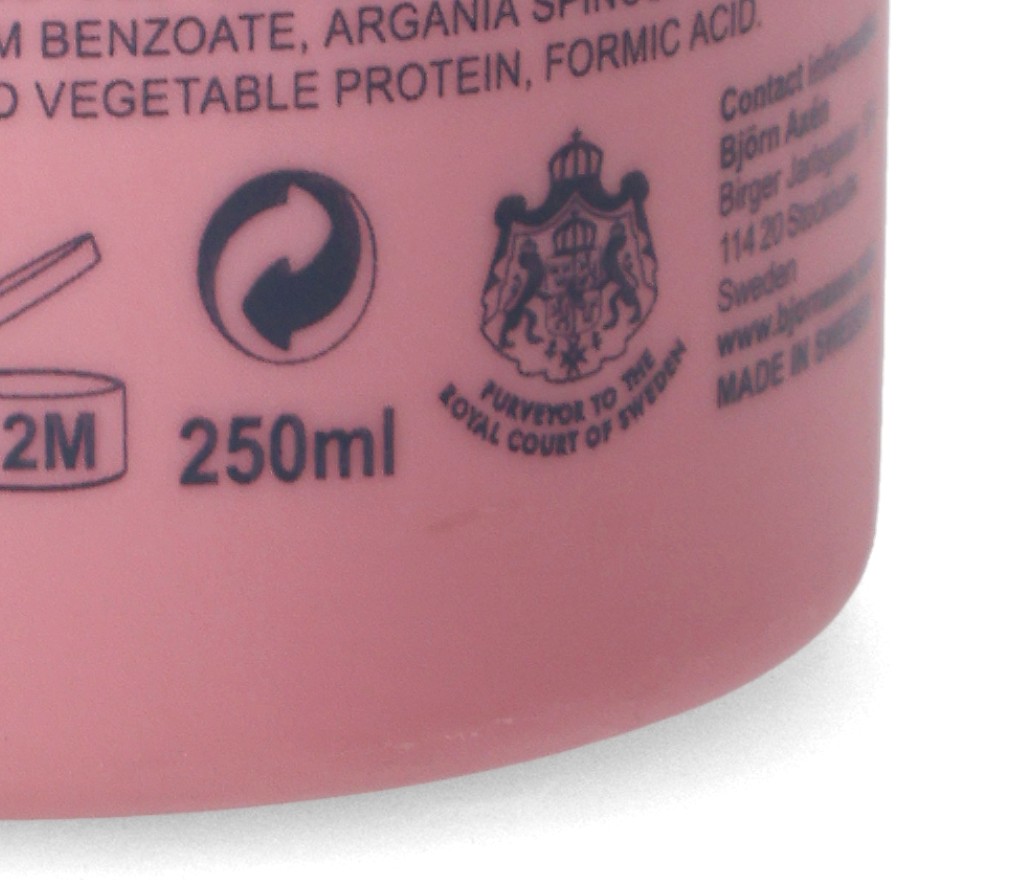 M BENZOATE, ARGANIA
VEGETABLE PROTEIN, FORMIC ACID.
2M
250ml
PURVEYOR TO THE
ROYAL COURT OF SWEDEN
Contact
Björn Axén
Birger
114 20
Sweden
MADE IN SWEDEN